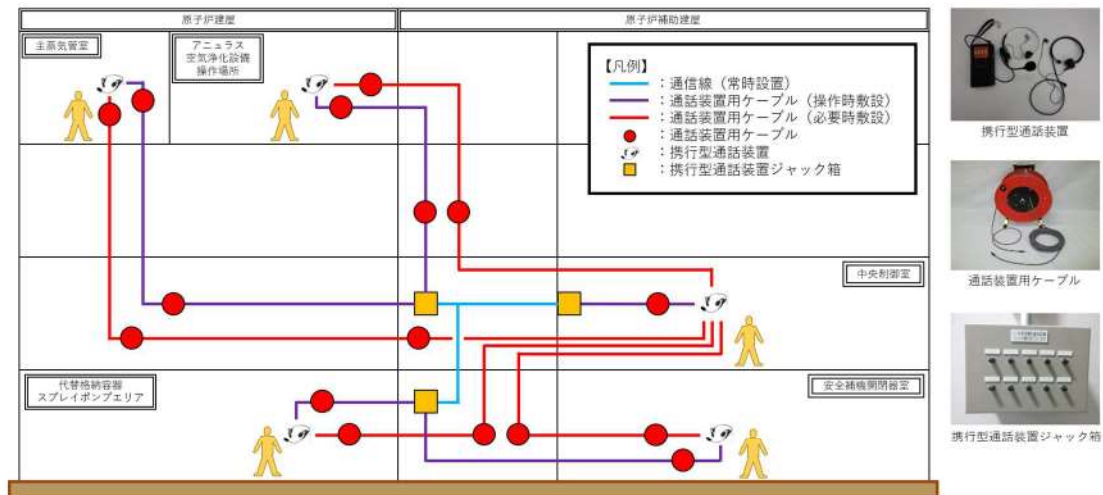 原子炉建屋
原子炉補助建屋
主蒸気管室
アニュラス
空気浄化設備
操作場所
【凡例】
：通信線（常時設置）
：通話装置用ケーブル（操作時敷設）
：通話装置用ケーブル（必要時敷設）
：通話装置用ケーブル
：携行型通話装置
：携行型通話装置ジャック箱
中央制御室
代替格納容器
スプレイポンプエリア
安全補機開閉器室
携行型通話装置
通話装置用ケーブル
携行型通話装置ジャック箱